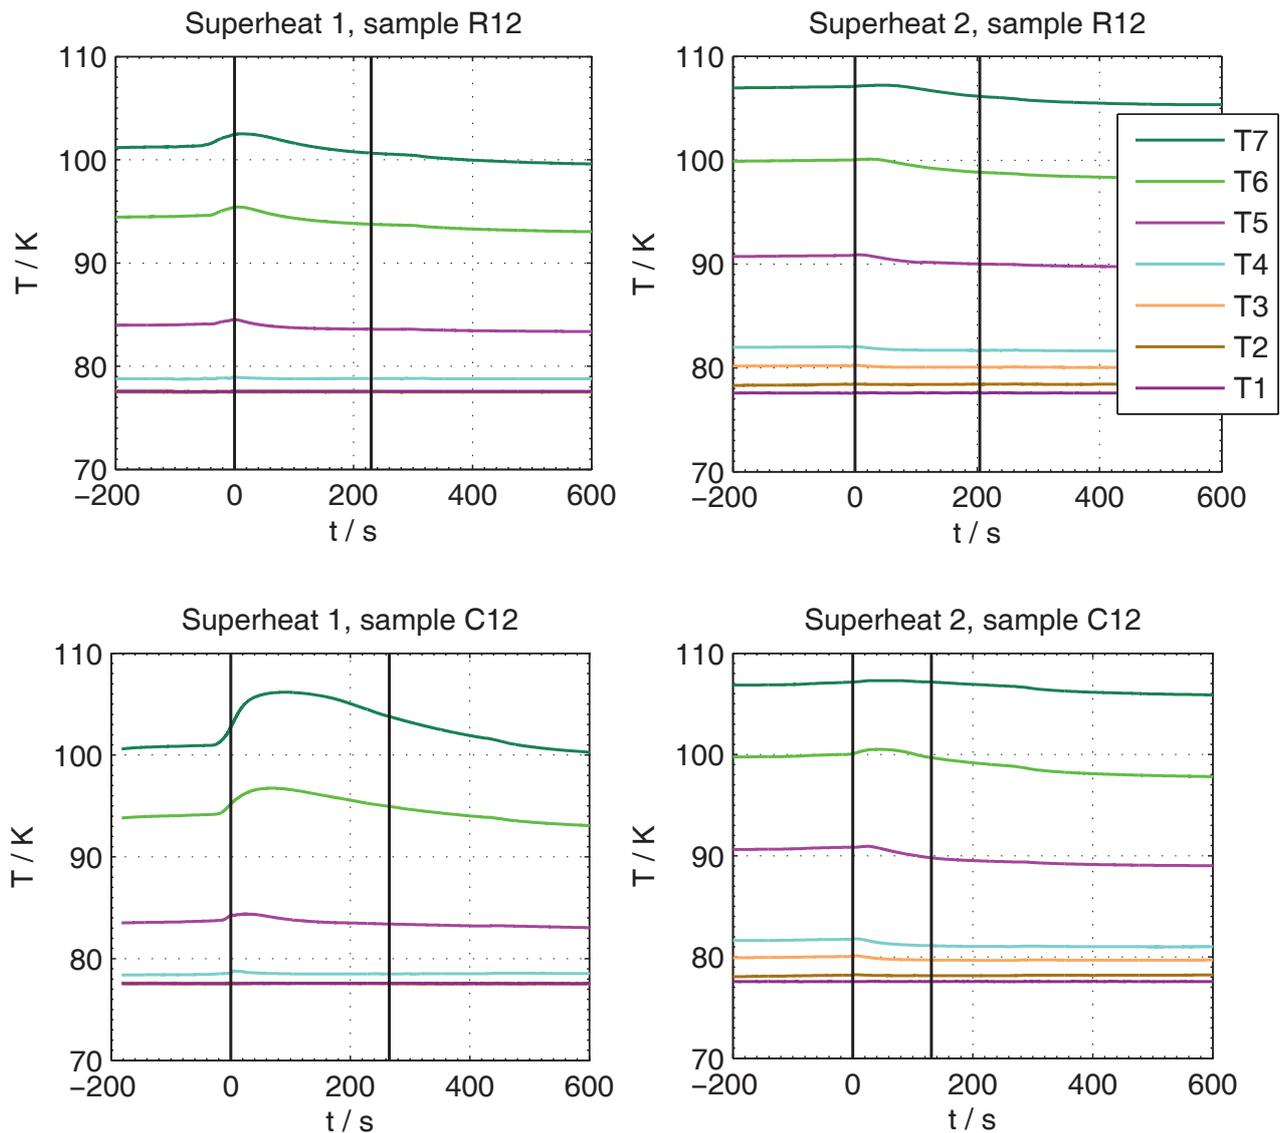 Superheat 1, sample R12
110
100
90
80
70
T / K
−200 0 200 400 600
t / s
Superheat 2, sample R12
110
100
90
80
70
T / K
−200 0 200 400 600
t / s
T7
T6
T5
T4
T3
T2
T1
Superheat 1, sample C12
110
100
90
80
70
T / K
−200 0 200 400 600
t / s
Superheat 2, sample C12
110
100
90
80
70
T / K
−200 0 200 400 600
t / s